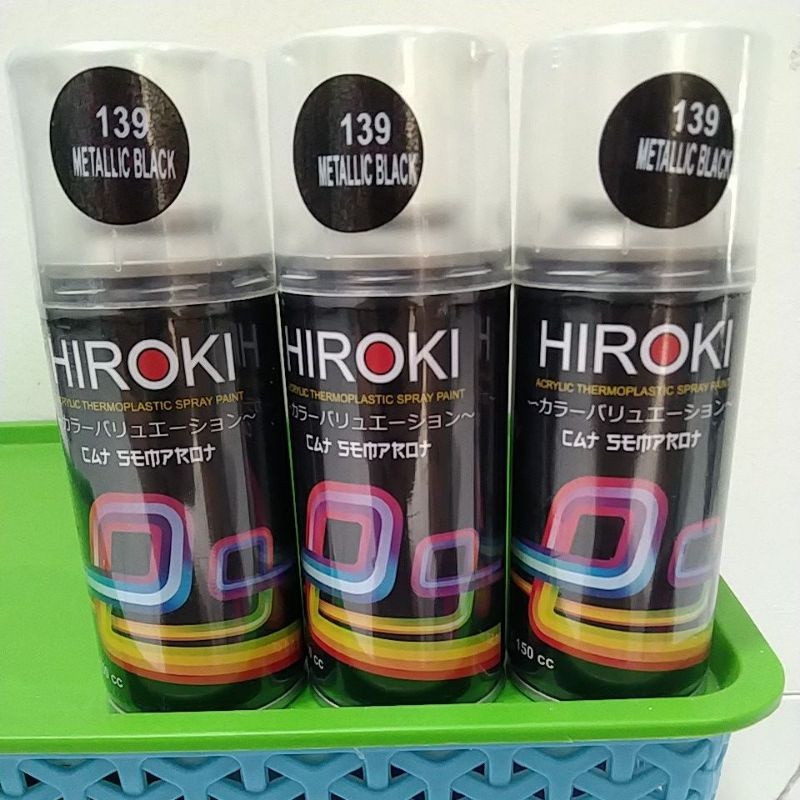 139
METALLIC BLACK
139
METALLIC BLACK
139
METALLIC BLACK
HIROKI
ACRYLIC THERMOPLASTIC SPRAY PAINT
~カラーバリュエーション~
CAt SEMPROt
HIROKI
ACRYLIC THERMOPLASTIC SPRAY PAINT
~カラーバリュエーション~
CAt SEMPROt
HIROKI
ACRYLIC THERMOPLASTIC SPRAY PAINT
~カラーバリュエーション~
CAt SEMPROt
cc
cc
150 cc